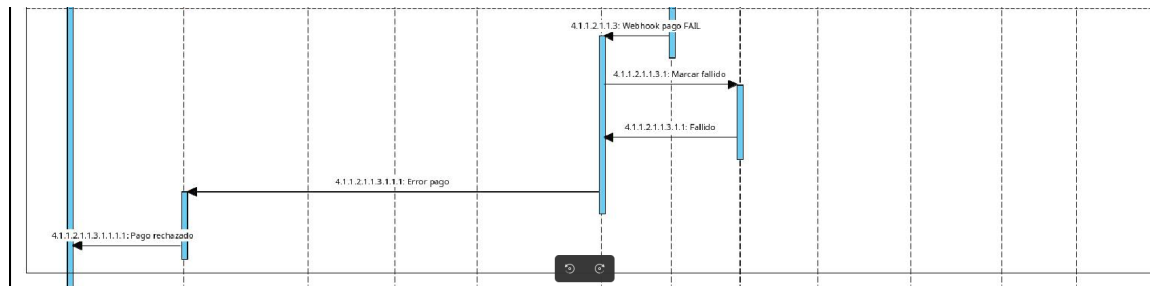 4.1.1.2.1.1.3: Webhook pago FAIL
4.1.1.2.1.1.3.1: Marcar fallido
4.1.1.2.1.1.3.1.1: Fallido
4.1.1.2.1.1.3.1.1.1: Error pago
4.1.1.2.1.1.3.1.1.1.1: Pago rechazado